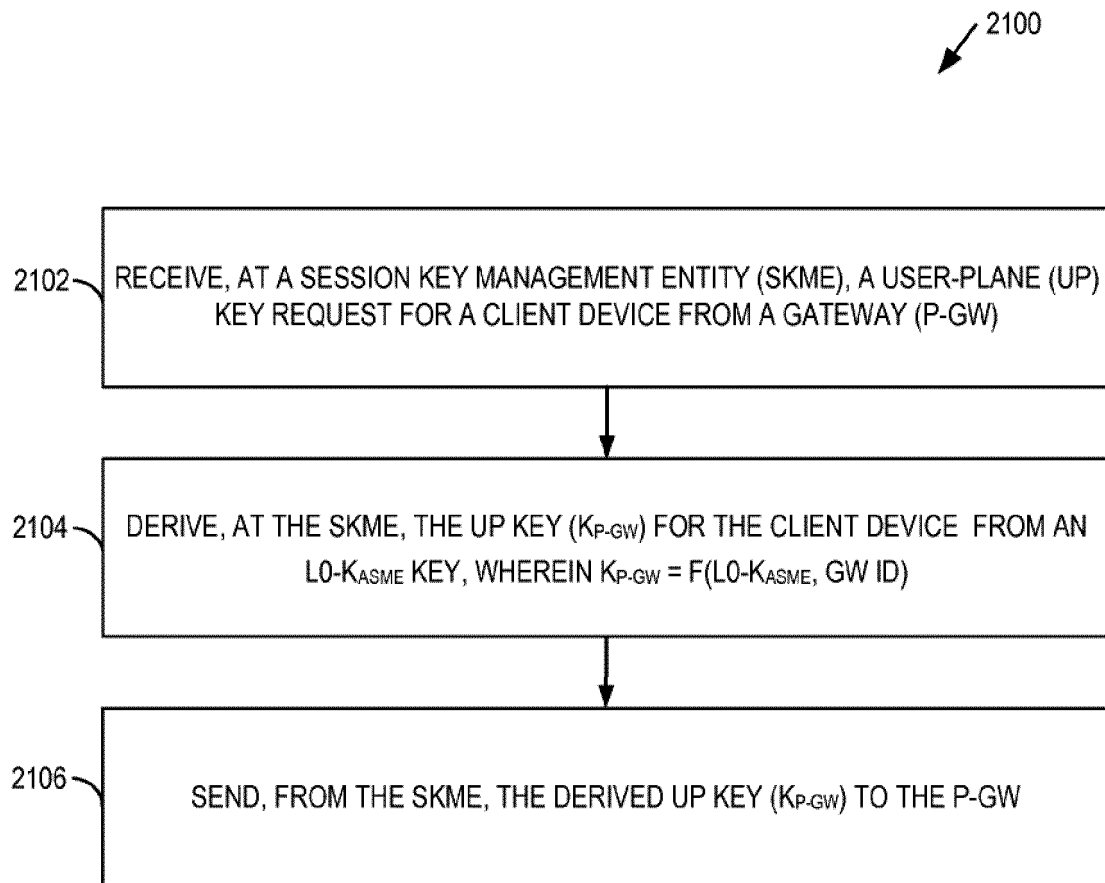 2100
2102
RECEIVE, AT A SESSION KEY MANAGEMENT ENTITY (SKME), A USER-PLANE (UP)
KEY REQUEST FOR A CLIENT DEVICE FROM A GATEWAY (P-GW)
2104
DERIVE, AT THE SKME, THE UP KEY (KP-GW) FOR THE CLIENT DEVICE FROM AN
L0-KASME KEY, WHEREIN KP-GW = F(L0-KASME, GW ID)
2106
SEND, FROM THE SKME, THE DERIVED UP KEY (KP-GW) TO THE P-GW